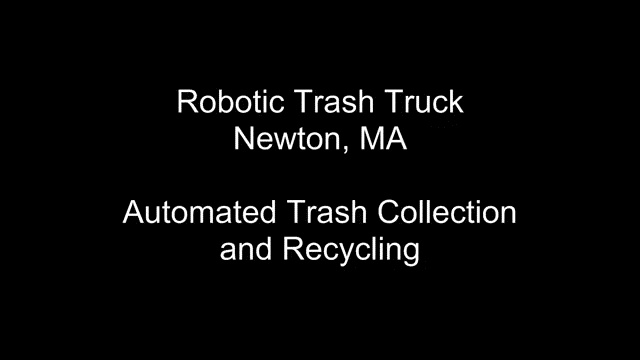 Robotic Trash Truck
Newton, MA
Automated Trash Collection
and Recycling